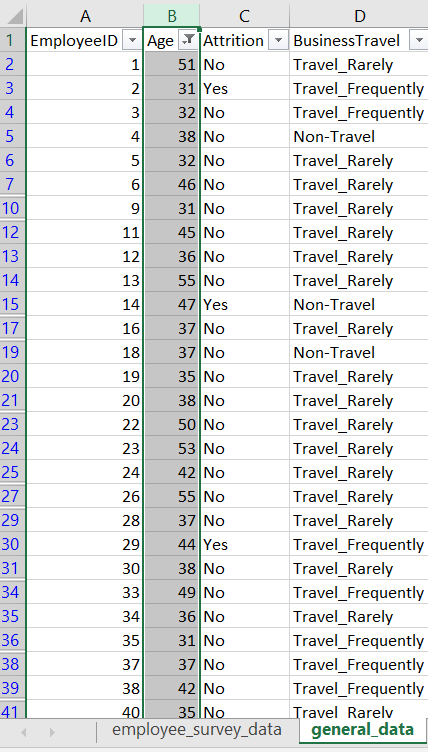 A B C D
1 EmployeeID Age Attrition BusinessTravel
2 1 51 No Travel_Rarely
3 2 31 Yes Travel_Frequently
4 3 32 No Travel_Frequently
5 4 38 No Non-Travel
6 5 32 No Travel_Rarely
7 6 46 No Travel_Rarely
10 9 31 No Travel_Rarely
12 11 45 No Travel_Rarely
13 12 36 No Travel_Rarely
14 13 55 No Travel_Rarely
15 14 47 Yes Non-Travel
17 16 37 No Travel_Rarely
19 18 37 No Non-Travel
20 19 35 No Travel_Rarely
21 20 38 No Travel_Rarely
23 22 50 No Travel_Rarely
24 23 53 No Travel_Rarely
25 24 42 No Travel_Rarely
27 26 55 No Travel_Rarely
29 28 37 No Travel_Rarely
30 29 44 Yes Travel_Frequently
31 30 38 No Travel_Rarely
34 33 49 No Travel_Frequently
35 34 36 No Travel_Rarely
36 35 31 No Travel_Frequently
38 37 37 No Travel_Frequently
39 38 42 No Travel_Frequently
41 40 35 No Travel_Rarely
employee_survey_data general_data